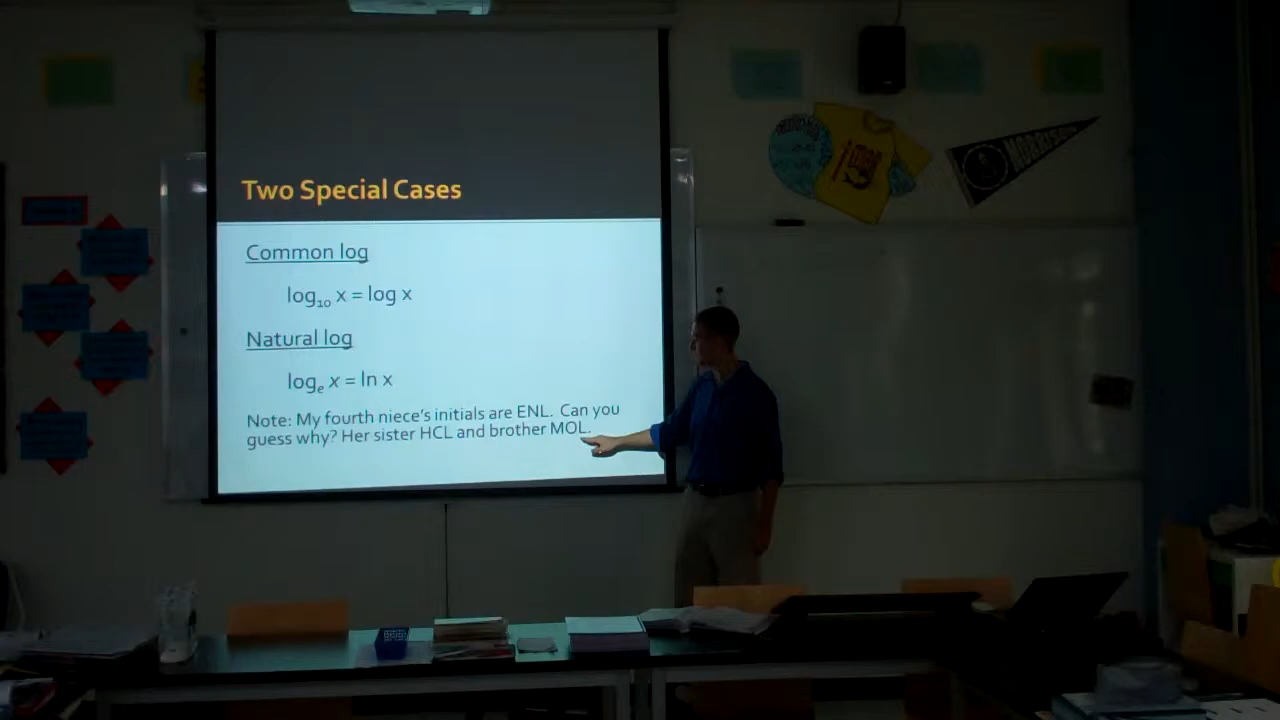 Two Special Cases
Common log
log₁₀ x = log x
Natural log
logₑ x = ln x
Note: My fourth niece's initials are ENL. Can you
guess why? Her sister HCL and brother MOL.
MORRISON